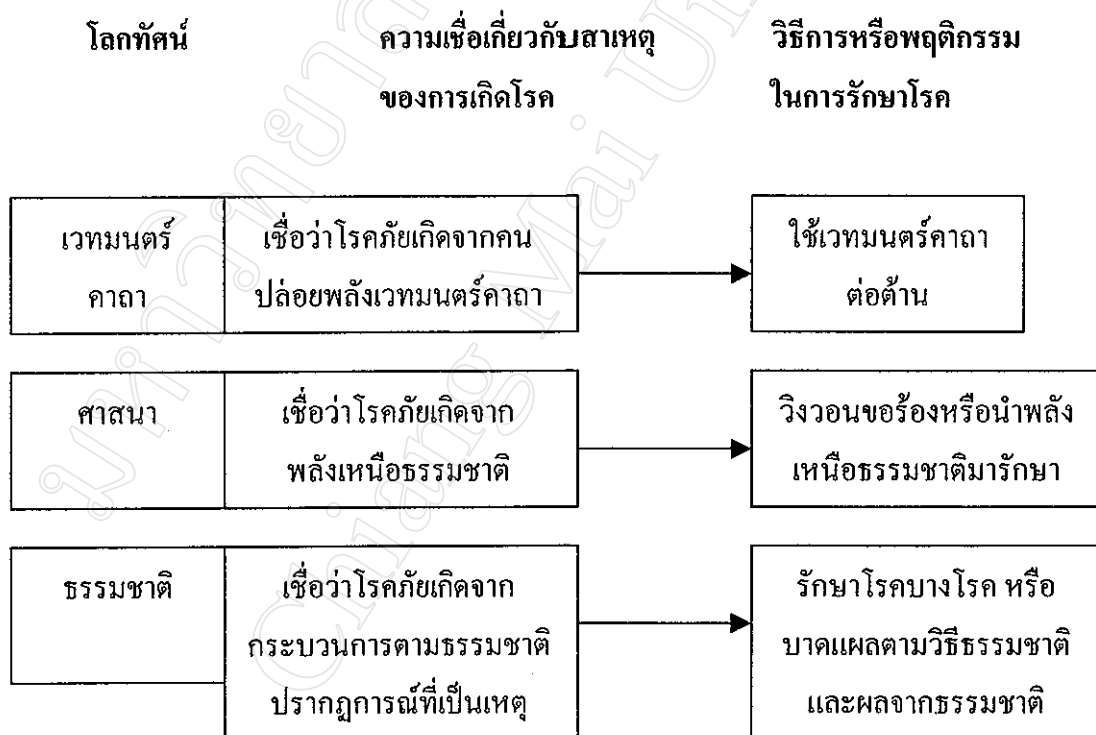 โลกทัศน์
ความเชื่อเกี่ยวกับสาเหตุ
ของการเกิดโรค
วิธีการหรือพฤติกรรม
ในการรักษาโรค
เวทมนตร์
คาถา
เชื่อว่าโรคภัยเกิดจากคน
ปล่อยพลังเวทมนตร์คาถา
ใช้เวทมนตร์คาถา
ต่อต้าน
ศาสนา
เชื่อว่าโรคภัยเกิดจาก
พลังเหนือธรรมชาติ
วิงวอนขอร้องหรือนำพลัง
เหนือธรรมชาติมารักษา
ธรรมชาติ
เชื่อว่าโรคภัยเกิดจาก
กระบวนการตามธรรมชาติ
ปรากฏการณ์ที่เป็นเหตุ
รักษาโรคบางโรค หรือ
บาดแผลตามวิธีธรรมชาติ
และผลจากธรรมชาติ
Chiang Mai